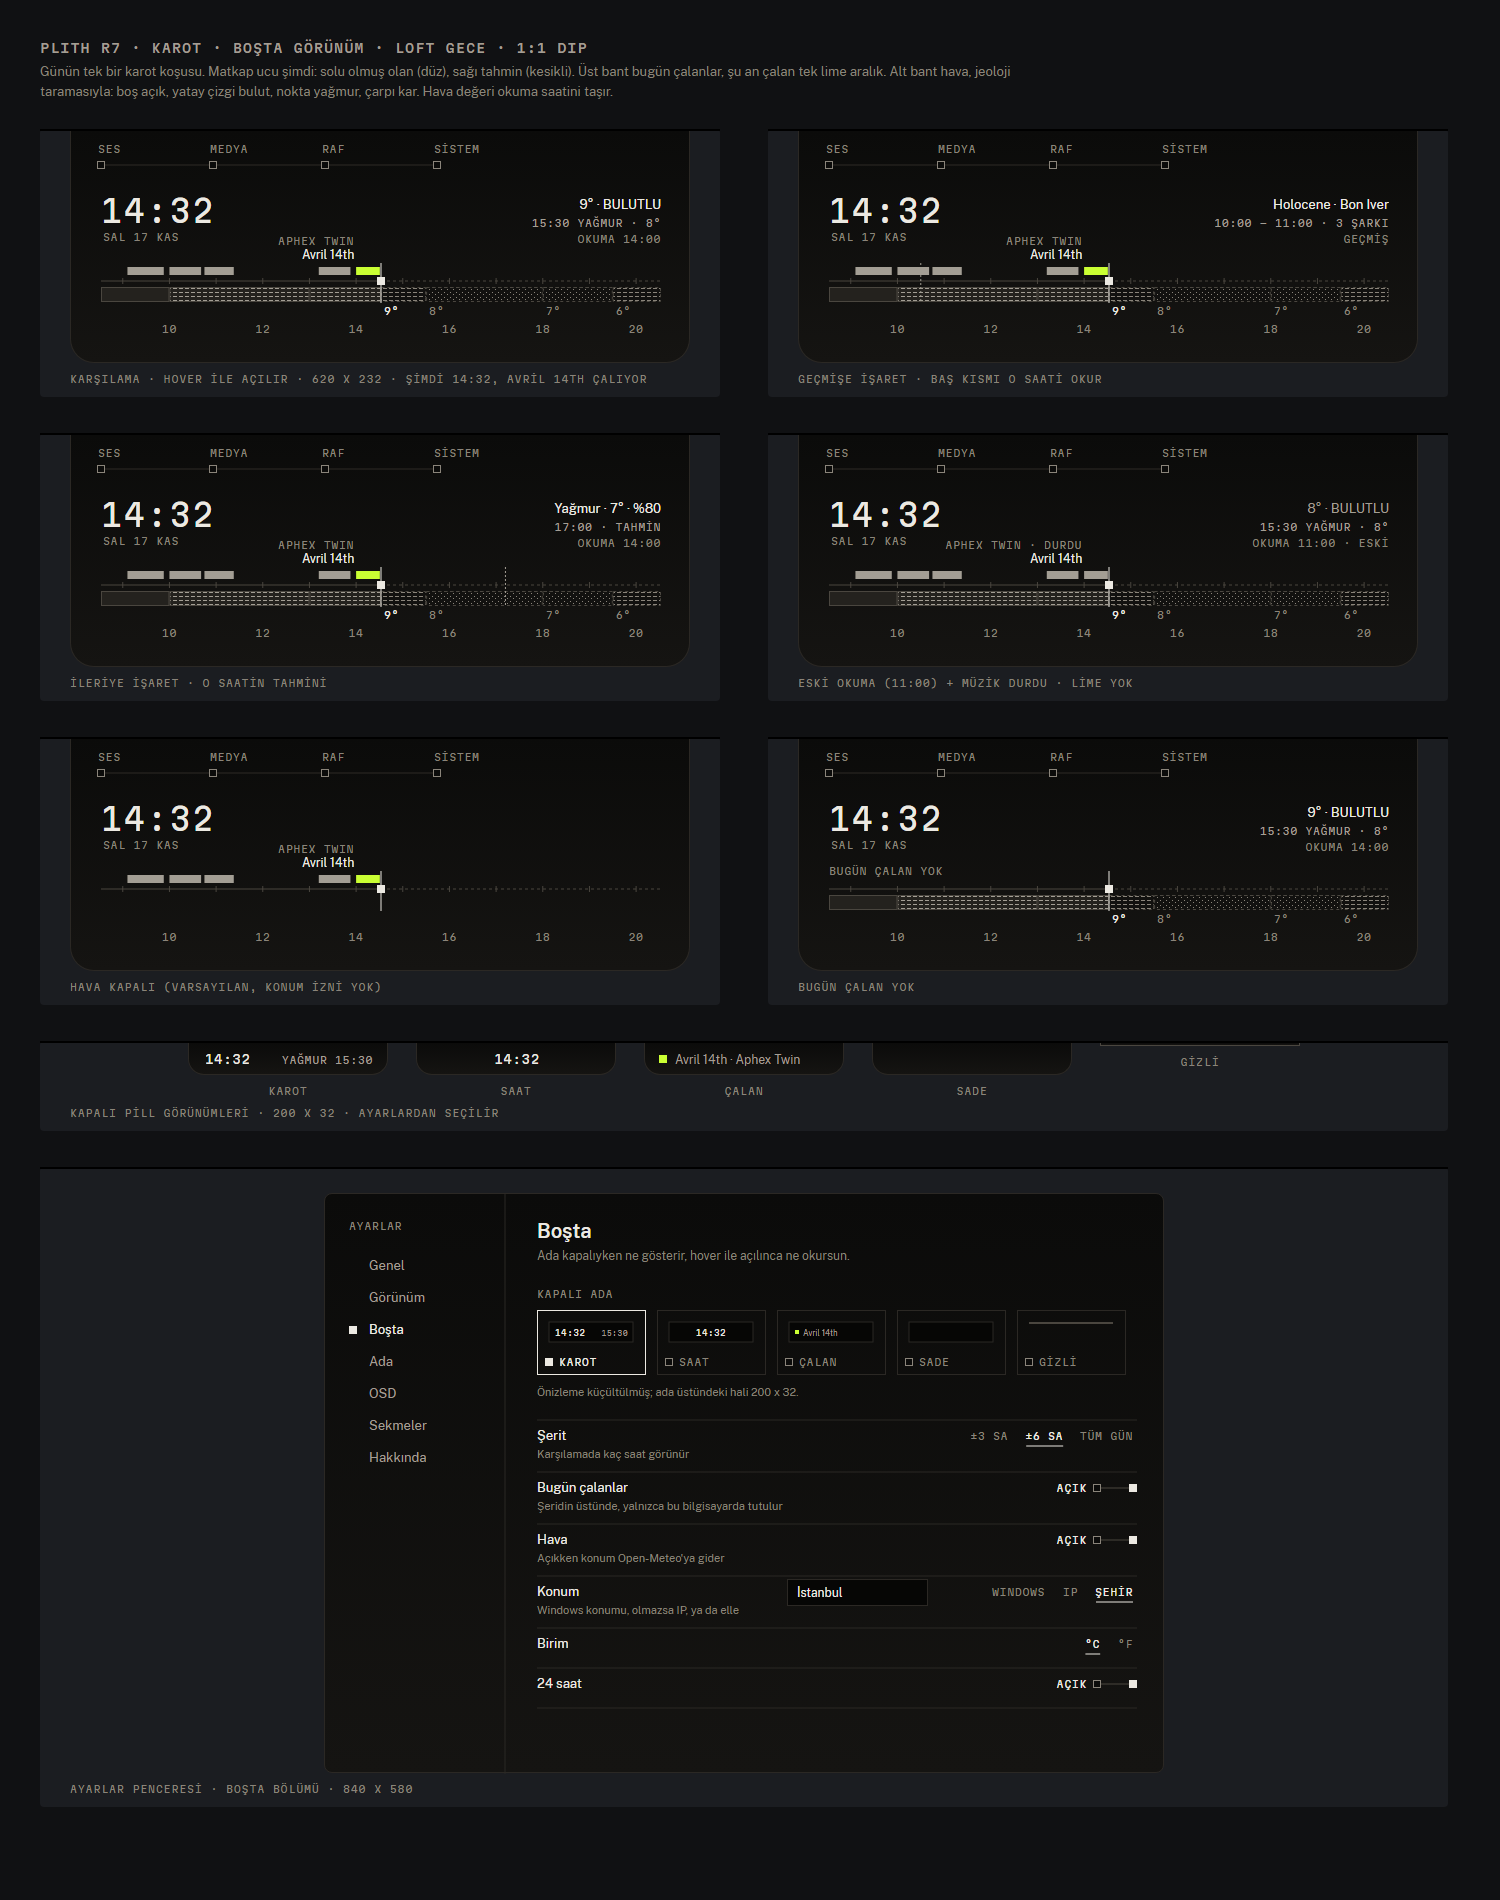 PLITH R7 · KAROT · BOŞTA GÖRÜNÜM · LOFT GECE · 1:1 DIP
Günün tek bir karot koşusu. Matkap ucu şimdi: solu olmuş olan (düz), sağı tahmin (kesikli). Üst bant bugün çalanlar, şu an çalan tek lime aralık. Alt bant hava, jeoloji
taramasıyla: boş açık, yatay çizgi bulut, nokta yağmur, çarpı kar. Hava değeri okuma saatini taşır.
SES MEDYA RAF SİSTEM
14:32
9° · BULUTLU
15:30 YAĞMUR · 8°
SAL 17 KAS
OKUMA 14:00
APHEX TWIN
Avril 14th
9° 8° 7° 6°
10 12 14 16 18 20
KARŞILAMA · HOVER İLE AÇILIR · 620 X 232 · ŞİMDİ 14:32, AVRİL 14TH ÇALIYOR
SES MEDYA RAF SİSTEM
14:32
Holocene · Bon Iver
10:00 – 11:00 · 3 ŞARKI
SAL 17 KAS
GEÇMİŞ
APHEX TWIN
Avril 14th
9° 8° 7° 6°
10 12 14 16 18 20
GEÇMİŞE İŞARET · BAŞ KISMI O SAATİ OKUR
SES MEDYA RAF SİSTEM
14:32
Yağmur · 7° · %80
17:00 · TAHMİN
SAL 17 KAS
OKUMA 14:00
APHEX TWIN
Avril 14th
9° 8° 7° 6°
10 12 14 16 18 20
İLERİYE İŞARET · O SAATİN TAHMİNİ
SES MEDYA RAF SİSTEM
14:32
8° · BULUTLU
15:30 YAĞMUR · 8°
SAL 17 KAS
OKUMA 11:00 · ESKİ
APHEX TWIN · DURDU
Avril 14th
9° 8° 7° 6°
10 12 14 16 18 20
ESKİ OKUMA (11:00) + MÜZİK DURDU · LİME YOK
SES MEDYA RAF SİSTEM
14:32
SAL 17 KAS
APHEX TWIN
Avril 14th
10 12 14 16 18 20
HAVA KAPALI (VARSAYILAN, KONUM İZNİ YOK)
SES MEDYA RAF SİSTEM
14:32
9° · BULUTLU
15:30 YAĞMUR · 8°
SAL 17 KAS
OKUMA 14:00
BUGÜN ÇALAN YOK
9° 8° 7° 6°
10 12 14 16 18 20
BUGÜN ÇALAN YOK
14:32 YAĞMUR 15:30
14:32
Avril 14th · Aphex Twin
KAROT SAAT ÇALAN SADE GİZLİ
KAPALI PİLL GÖRÜNÜMLERİ · 200 X 32 · AYARLARDAN SEÇİLİR
AYARLAR
Genel
Görünüm
Boşta
Ada
OSD
Sekmeler
Hakkında
Boşta
Ada kapalıyken ne gösterir, hover ile açılınca ne okursun.
KAPALI ADA
14:32 15:30
14:32
Avril 14th
KAROT SAAT ÇALAN SADE GİZLİ
Önizleme küçültülmüş; ada üstündeki hali 200 x 32.
Şerit ±3 SA ±6 SA TÜM GÜN
Karşılamada kaç saat görünür
Bugün çalanlar AÇIK
Şeridin üstünde, yalnızca bu bilgisayarda tutulur
Hava AÇIK
Açıkken konum Open-Meteo'ya gider
Konum İstanbul WINDOWS IP ŞEHİR
Windows konumu, olmazsa IP, ya da elle
Birim °C °F
24 saat AÇIK
AYARLAR PENCERESİ · BOŞTA BÖLÜMÜ · 840 X 580